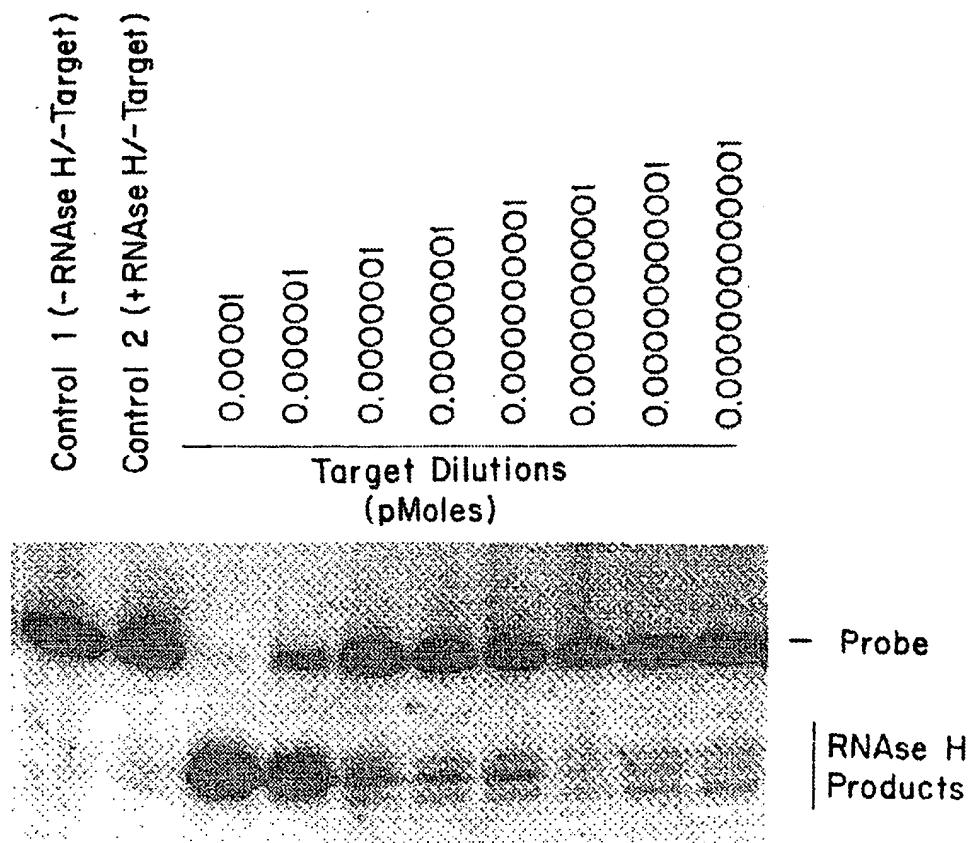 Control 1 (-RNAse H/-Target)
Control 2 (+RNAse H/-Target)
0.00001
0.000001
0.0000001
0.00000001
0.000000001
0.0000000001
0.00000000001
0.000000000001
Target Dilutions
(pMoles)
– Probe
RNAse H
Products